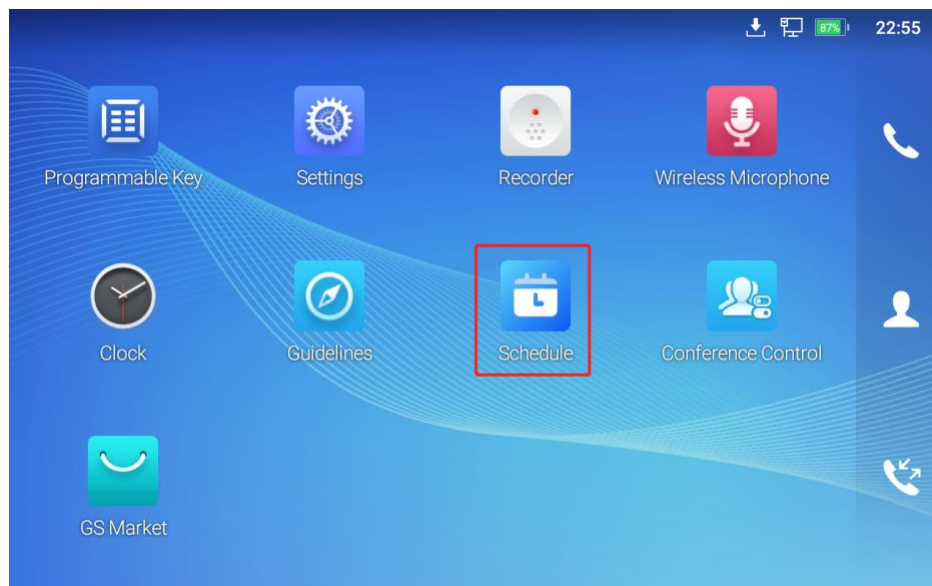 87%
22:55
Programmable Key
Settings
Recorder
Wireless Microphone
Clock
Guidelines
Schedule
Conference Control
GS Market